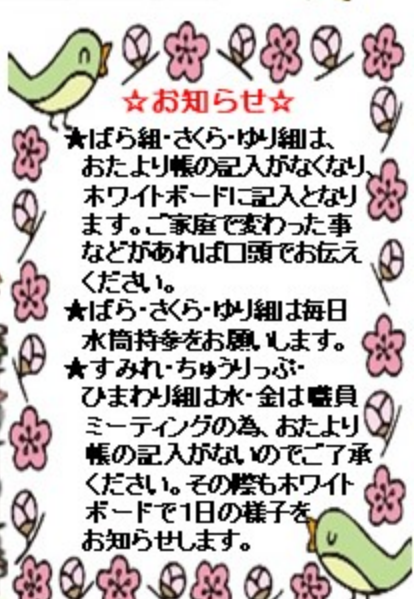 ☆お知らせ☆
★ばら組・さくら・ゆり組は、
おたより帳の記入がなくなり、
ホワイトボードに記入となり
ます。ご家庭で変わった事
などがあれば口頭でお伝え
ください。
★ばら・さくら・ゆり組は毎日
水筒持参をお願いします。
★すみれ・ちゅうりっぷ・
ひまわり組は水・金は職員
ミーティングの為、おたより
帳の記入がないのでご了承
ください。その際もホワイト
ボードで1日の様子を
お知らせします。